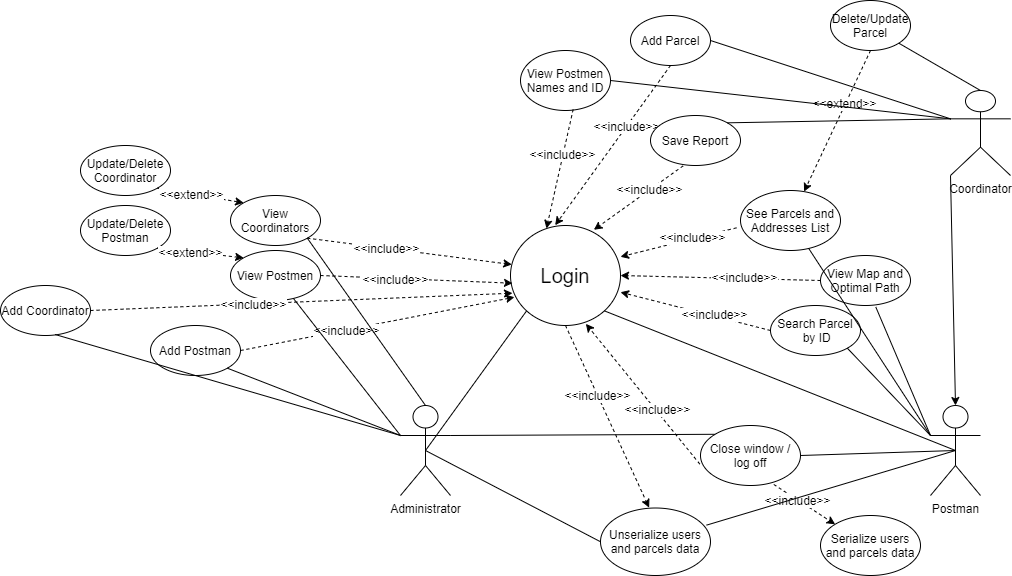 Delete/Update
Parcel
Add Parcel
View Postmen
Names and ID
<<extend>>
<<include>>
Save Report
<<include>>
Update/Delete
Coordinator
<<extend>>
<<include>>
Coordinator
Update/Delete
Postman
View
Coordinators
See Parcels and
Addresses List
<<include>>
<<extend>>
<<include>>
View Postmen
<<include>>
Login
<<include>>
View Map and
Optimal Path
Add Coordinator
<<include>>
<<include>>
Search Parcel
by ID
<<include>>
Add Postman
<<include>>
<<include>>
Close window /
log off
Administrator
<<include>>
Postman
Unserialize users
and parcels data
Serialize users
and parcels data